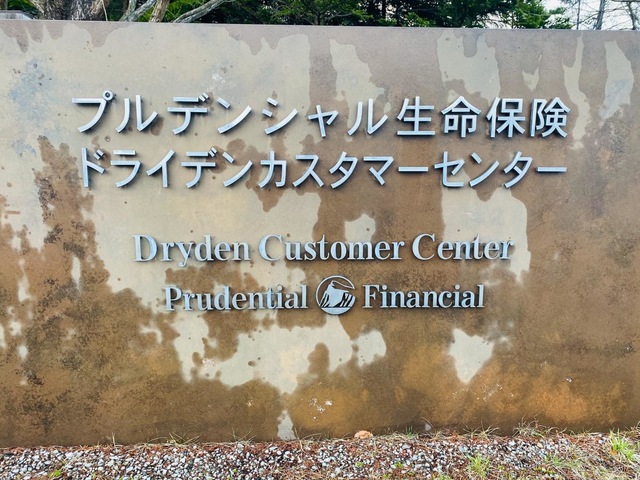 プルデンシャル生命保険
ドライデンカスタマーセンター
Dryden Customer Center
Prudential Financial